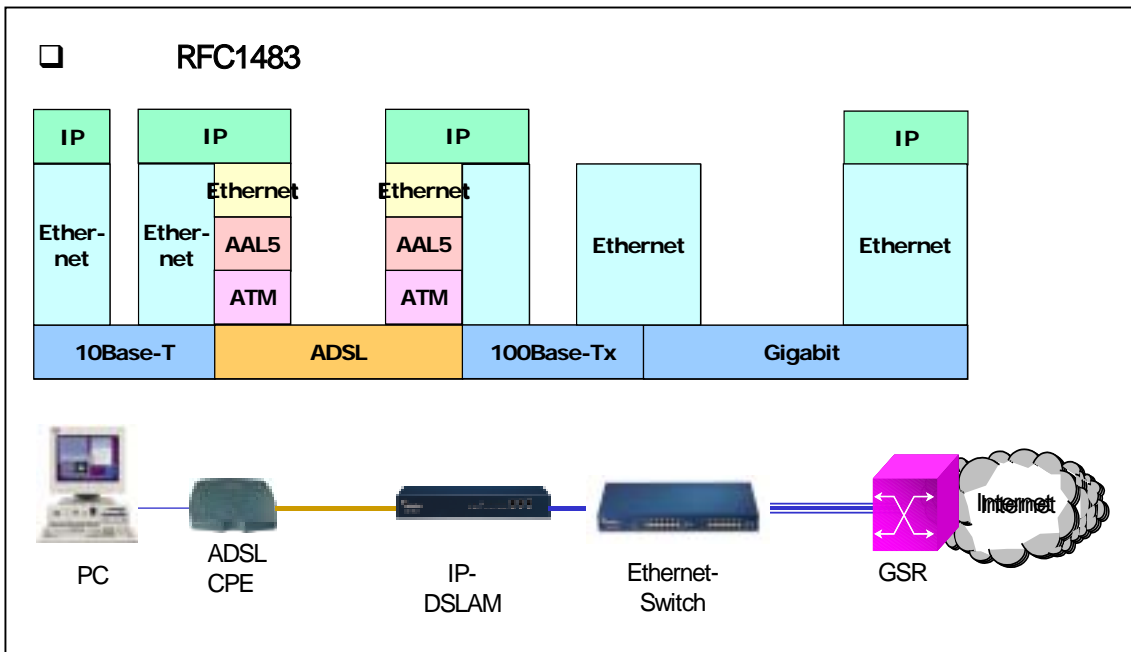 RFC1483
IP
IP
IP
IP
Ether-
net
Ether-
net
Ethernet
AAL5
ATM
Ethernet
AAL5
ATM
Ethernet
Ethernet
10Base-T
ADSL
100Base-Tx
Gigabit
Internet
PC
ADSL
CPE
IP-
DSLAM
Ethernet-
Switch
GSR